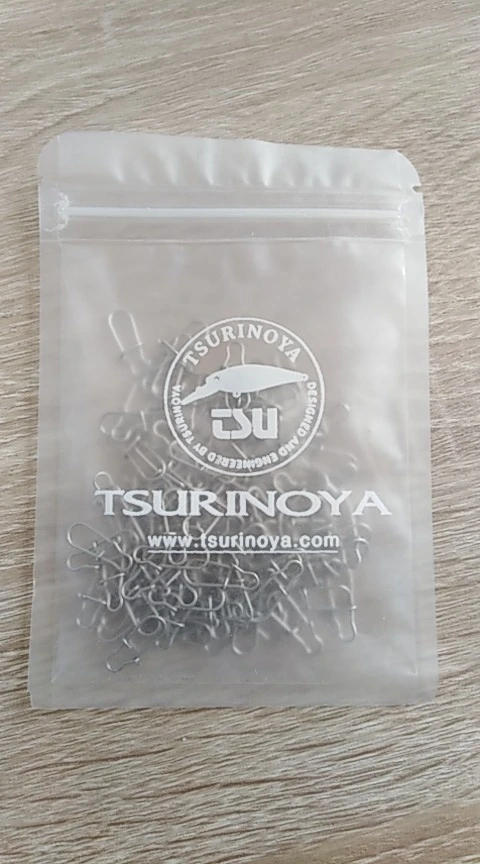 TSURINOYA
DESIGNED AND ENGINEERED BY TSURINOYA
TSU
TSURINOYA
www.tsurinoya.com